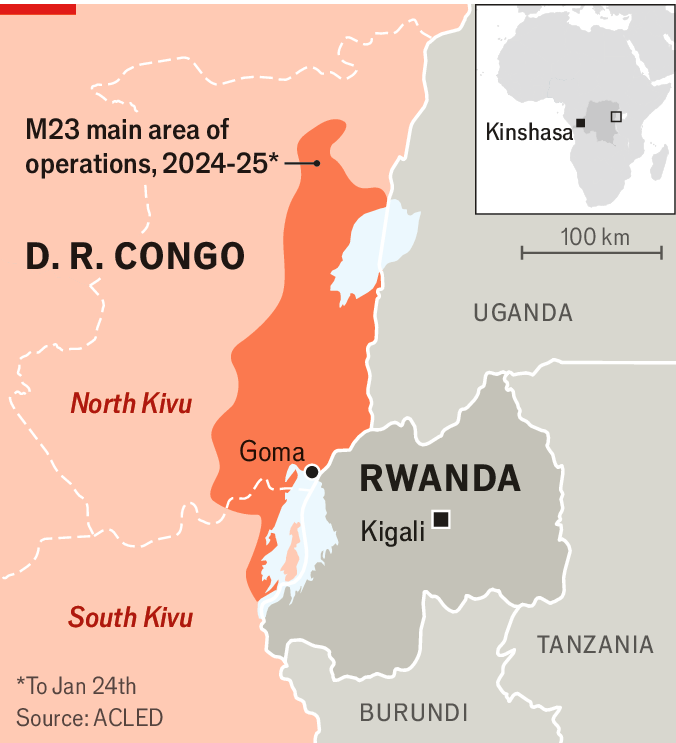 M23 main area of
operations, 2024-25*
Kinshasa
100 km
D. R. CONGO
UGANDA
North Kivu
Goma
RWANDA
Kigali
South Kivu
TANZANIA
*To Jan 24th
Source: ACLED
BURUNDI